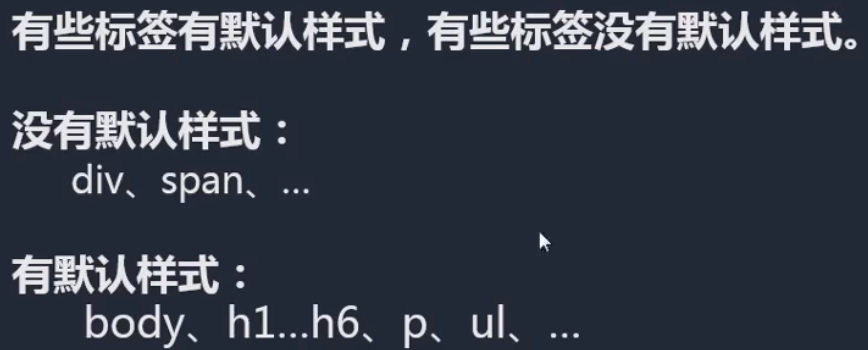 有些标签有默认样式，有些标签没有默认样式。
没有默认样式：
div、span、...
有默认样式：
body、h1...h6、p、ul、...